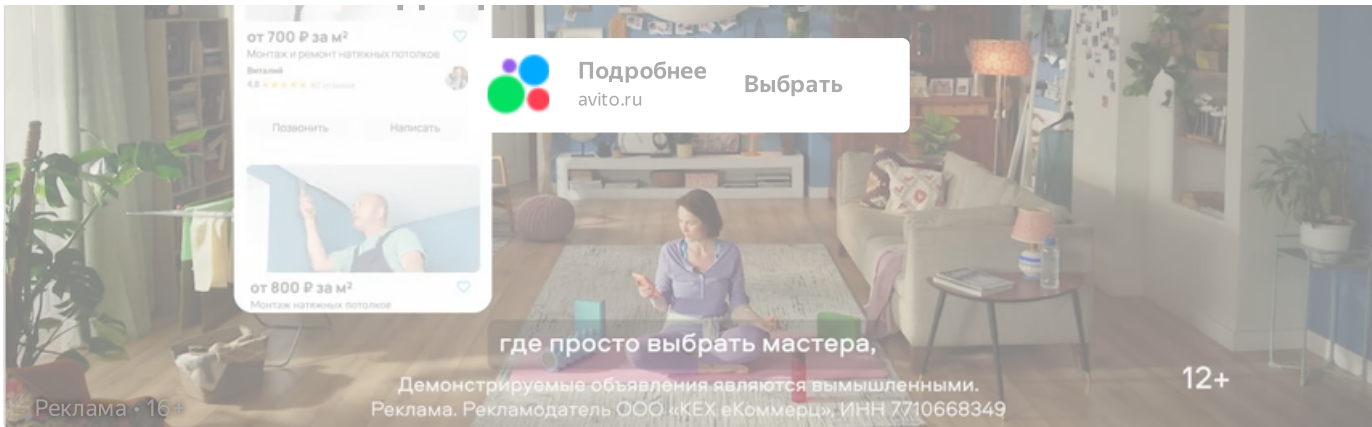 от 700 ₽ за м²
Монтаж и ремонт натяжных потолков
Виталий
4,8
Позвонить Написать
Подробнее
avito.ru
Выбрать
от 800 ₽ за м²
Монтаж натяжных потолков
где просто выбрать мастера,
12+
Демонстрируемые объявления являются вымышленными.
Реклама • 16+
Реклама. Рекламодатель ООО «КЕХ еКоммерц», ИНН 7710668349